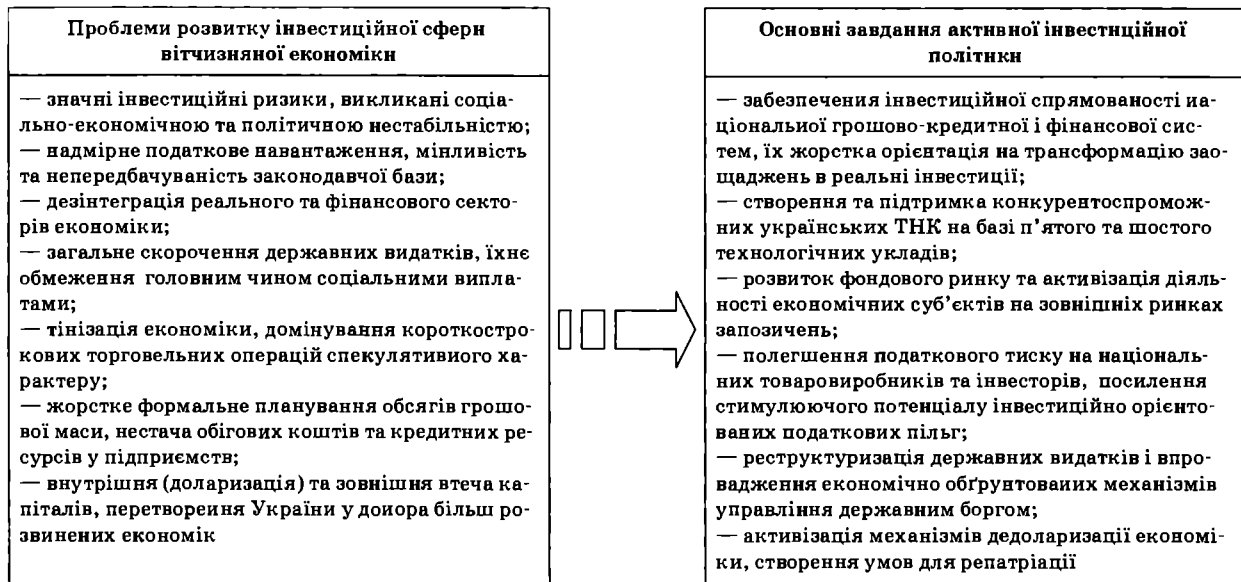 Проблеми розвитку інвестиційної сфери
вітчизняної економіки
— значні інвестиційні ризики, викликані соціа-
льно-економічною та політичною нестабільністю;
— надмірне податкове навантаження, мінливість
та непередбачуваність законодавчої бази;
— дезінтеграція реального та фінансового секто-
рів економіки;
— загальне скорочення державних видатків, їхнє
обмеження головним чином соціальними випла-
тами;
— тінізація економіки, домінування короткостро-
кових торговельних операцій спекулятивного ха-
рактеру;
— жорстке формальне планування обсягів грошо-
вої маси, нестача обігових коштів та кредитних ре-
сурсів у підприємств;
— внутрішня (доларизація) та зовнішня втеча ка-
піталів, перетворення України у донора більш ро-
звинених економік
Основні завдання активної інвестиційної
політики
— забезпечення інвестиційної спрямованості на-
ціональної грошово-кредитної і фінансової сис-
тем, їх жорстка орієнтація на трансформацію зао-
щаджень в реальні інвестиції;
— створення та підтримка конкурентоспромож-
них українських ТНК на базі п'ятого та шостого
технологічних укладів;
— розвиток фондового ринку та активізація діяль-
ності економічних суб'єктів на зовнішніх ринках
запозичень;
— полегшення податкового тиску на національ-
них товаровиробників та інвесторів, посилення
стимулюючого потенціалу інвестиційно орієнто-
ваних податкових пільг;
— реструктуризація державних видатків і впро-
вадження економічно обґрунтованих механізмів
управління державним боргом;
— активізація механізмів дедоларизації економі-
ки, створення умов для репатріації